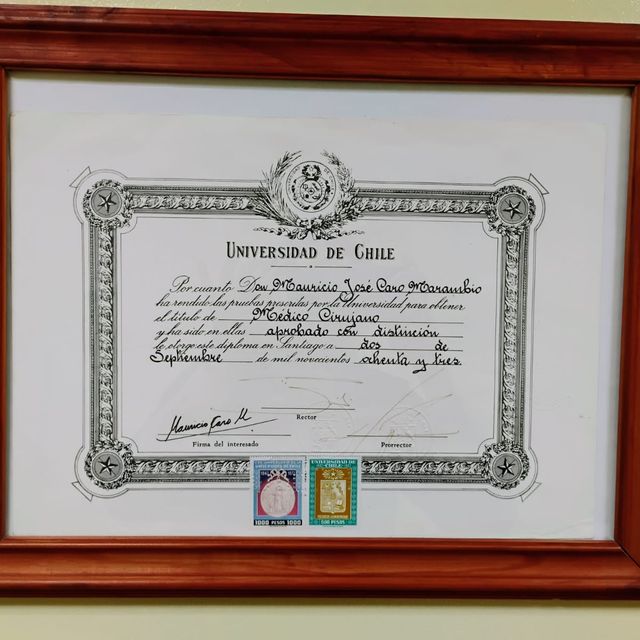 UNIVERSIDAD DE CHILE
Por cuanto Don Mauricio José Caro Marambio
ha rendido las pruebas prescritas por la Universidad para obtener
el título de Médico Cirujano
y ha sido en ellas aprobado con distinción
le otorgo este diploma en Santiago a dos de
Septiembre de mil novecientos ochenta y tres.
Mauricio Caro M
Rector
Firma del interesado
Prorrector
UNIVERSIDAD DE CHILE
1000 PESOS 1000
500 PESOS